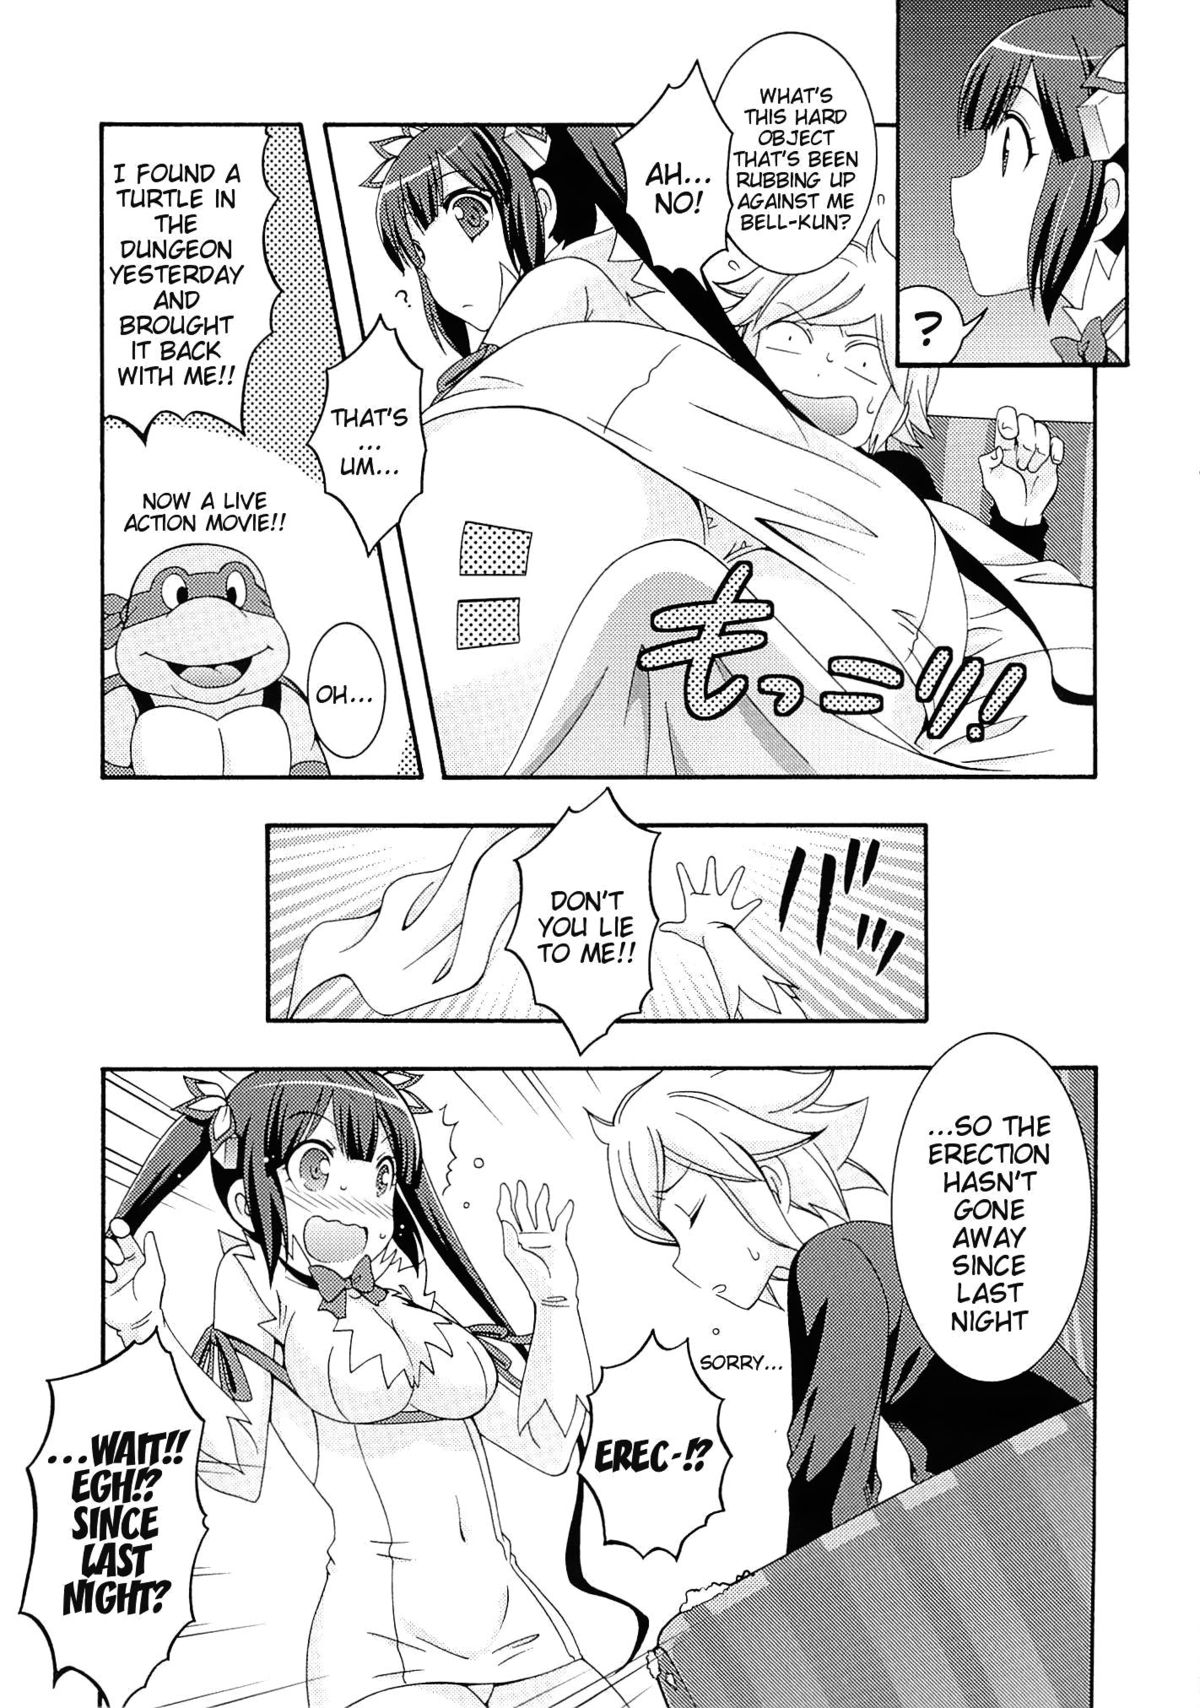 ?
WHAT'S
THIS HARD
OBJECT
THAT'S BEEN
RUBBING UP
AGAINST ME
BELL-KUN?
AH...
NO!
?
もっこりッ!
THAT'S
...
UM...
I FOUND A
TURTLE IN
THE
DUNGEON
YESTERDAY
AND
BROUGHT
IT BACK
WITH ME!!
NOW A LIVE
ACTION MOVIE!!
OH...
バッ
DON'T
YOU LIE
TO ME!!
...SO THE
ERECTION
HASN'T
GONE
AWAY
SINCE
LAST
NIGHT
SORRY...
EREC-!?
...WAIT!!
EGH!?
SINCE
LAST
NIGHT?